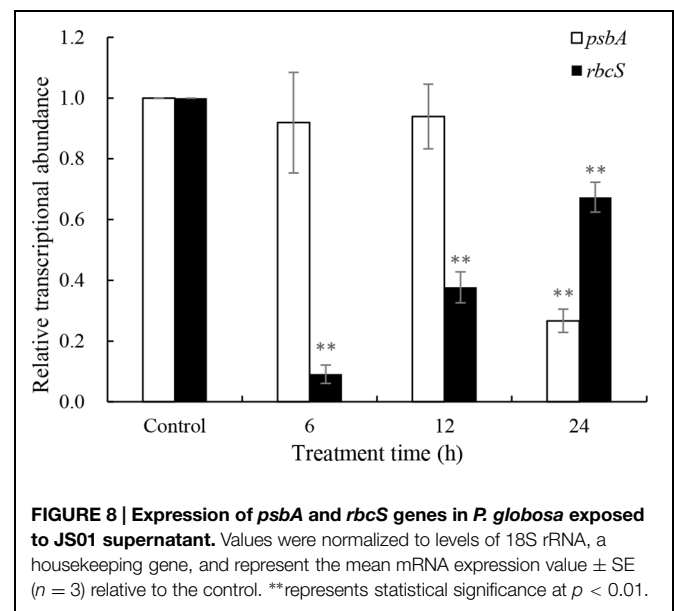 1.2
psbA
rbcS
1.0
0.8
**
0.6
**
0.4
**
0.2
**
0.0
Relative transcriptional abundance
Control 6 12 24
Treatment time (h)
FIGURE 8 | Expression of psbA and rbcS genes in P. globosa exposed
to JS01 supernatant. Values were normalized to levels of 18S rRNA, a
housekeeping gene, and represent the mean mRNA expression value ± SE
(n = 3) relative to the control. **represents statistical significance at p < 0.01.